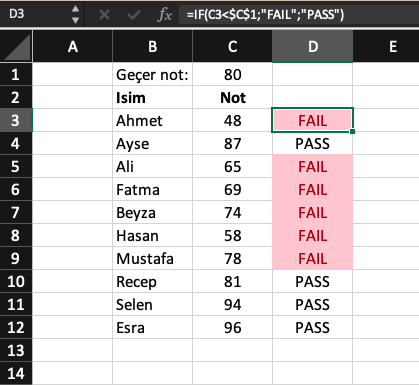 D3 fx =IF(C3<$C$1;"FAIL";"PASS")
A B C D E
1 Geçer not: 80
2 Isim Not
3 Ahmet 48 FAIL
4 Ayse 87 PASS
5 Ali 65 FAIL
6 Fatma 69 FAIL
7 Beyza 74 FAIL
8 Hasan 58 FAIL
9 Mustafa 78 FAIL
10 Recep 81 PASS
11 Selen 94 PASS
12 Esra 96 PASS
13
14